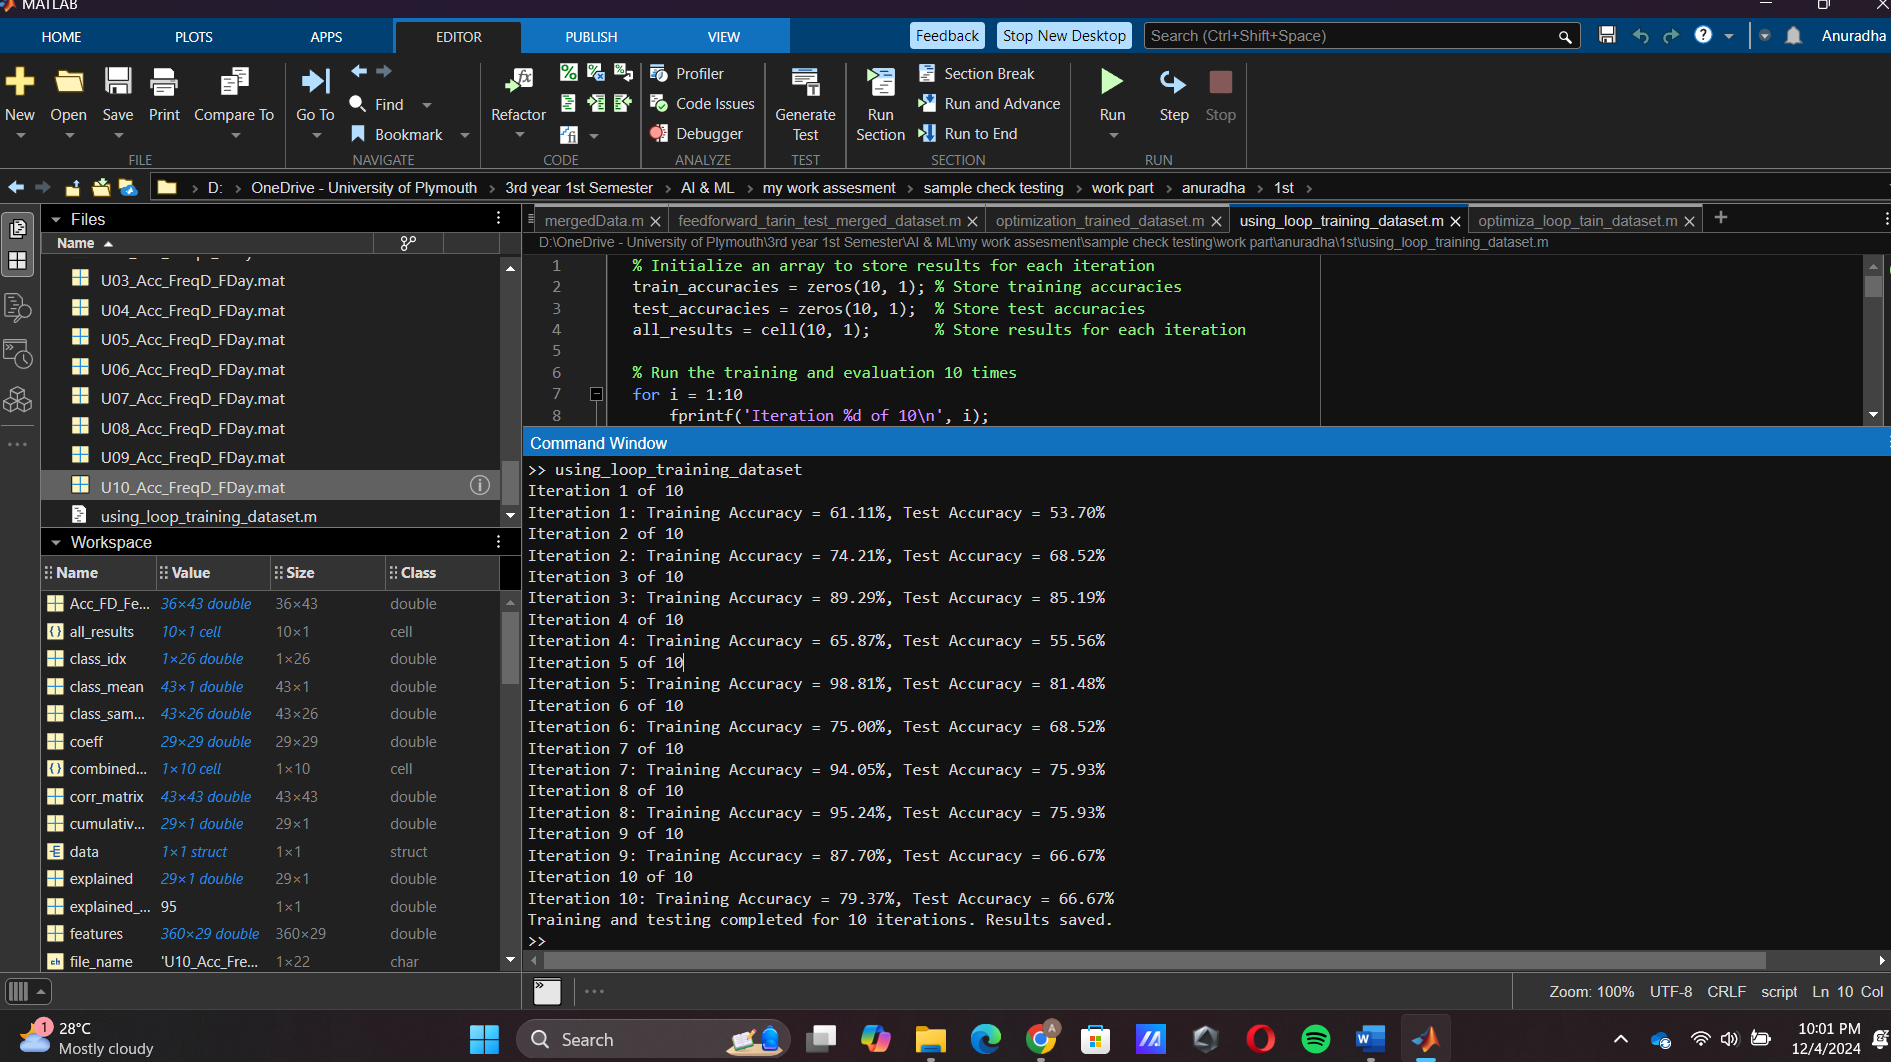 MATLAB
HOME PLOTS APPS EDITOR PUBLISH VIEW Feedback Stop New Desktop Search (Ctrl+Shift+Space) Anuradha
New Open Save Print Compare To
FILE
Go To Find Bookmark
NAVIGATE
Refactor
CODE
Profiler
Code Issues
Debugger
ANALYZE
Generate Test
TEST
Run Section
Section Break
Run and Advance
Run to End
SECTION
Run Step Stop
RUN
D: OneDrive - University of Plymouth 3rd year 1st Semester AI & ML my work assesment sample check testing work part anuradha 1st
Files
Name
U03_Acc_FreqD_FDay.mat
U04_Acc_FreqD_FDay.mat
U05_Acc_FreqD_FDay.mat
U06_Acc_FreqD_FDay.mat
U07_Acc_FreqD_FDay.mat
U08_Acc_FreqD_FDay.mat
U09_Acc_FreqD_FDay.mat
U10_Acc_FreqD_FDay.mat
using_loop_training_dataset.m
Workspace
Name Value Size Class
Acc_FD_Fe... 36×43 double 36×43 double
all_results 10×1 cell 10×1 cell
class_idx 1×26 double 1×26 double
class_mean 43×1 double 43×1 double
class_sam... 43×26 double 43×26 double
coeff 29×29 double 29×29 double
combined... 1×10 cell 1×10 cell
corr_matrix 43×43 double 43×43 double
cumulativ... 29×1 double 29×1 double
data 1×1 struct 1×1 struct
explained 29×1 double 29×1 double
explained_... 95 1×1 double
features 360×29 double 360×29 double
file_name 'U10_Acc_Fre... 1×22 char
mergedData.m feedforward_tarin_test_merged_dataset.m optimization_trained_dataset.m using_loop_training_dataset.m optimiza_loop_tain_dataset.m
D:\OneDrive - University of Plymouth\3rd year 1st Semester\AI & ML\my work assesment\sample check testing\work part\anuradha\1st\using_loop_training_dataset.m
1 % Initialize an array to store results for each iteration
2 train_accuracies = zeros(10, 1); % Store training accuracies
3 test_accuracies = zeros(10, 1); % Store test accuracies
4 all_results = cell(10, 1); % Store results for each iteration
5
6 % Run the training and evaluation 10 times
7 for i = 1:10
8 fprintf('Iteration %d of 10\n', i);
Command Window
>> using_loop_training_dataset
Iteration 1 of 10
Iteration 1: Training Accuracy = 61.11%, Test Accuracy = 53.70%
Iteration 2 of 10
Iteration 2: Training Accuracy = 74.21%, Test Accuracy = 68.52%
Iteration 3 of 10
Iteration 3: Training Accuracy = 89.29%, Test Accuracy = 85.19%
Iteration 4 of 10
Iteration 4: Training Accuracy = 65.87%, Test Accuracy = 55.56%
Iteration 5 of 10
Iteration 5: Training Accuracy = 98.81%, Test Accuracy = 81.48%
Iteration 6 of 10
Iteration 6: Training Accuracy = 75.00%, Test Accuracy = 68.52%
Iteration 7 of 10
Iteration 7: Training Accuracy = 94.05%, Test Accuracy = 75.93%
Iteration 8 of 10
Iteration 8: Training Accuracy = 95.24%, Test Accuracy = 75.93%
Iteration 9 of 10
Iteration 9: Training Accuracy = 87.70%, Test Accuracy = 66.67%
Iteration 10 of 10
Iteration 10: Training Accuracy = 79.37%, Test Accuracy = 66.67%
Training and testing completed for 10 iterations. Results saved.
>>
Zoom: 100% UTF-8 CRLF script Ln 10 Col
1 28°C
Mostly cloudy
Search
10:01 PM
12/4/2024